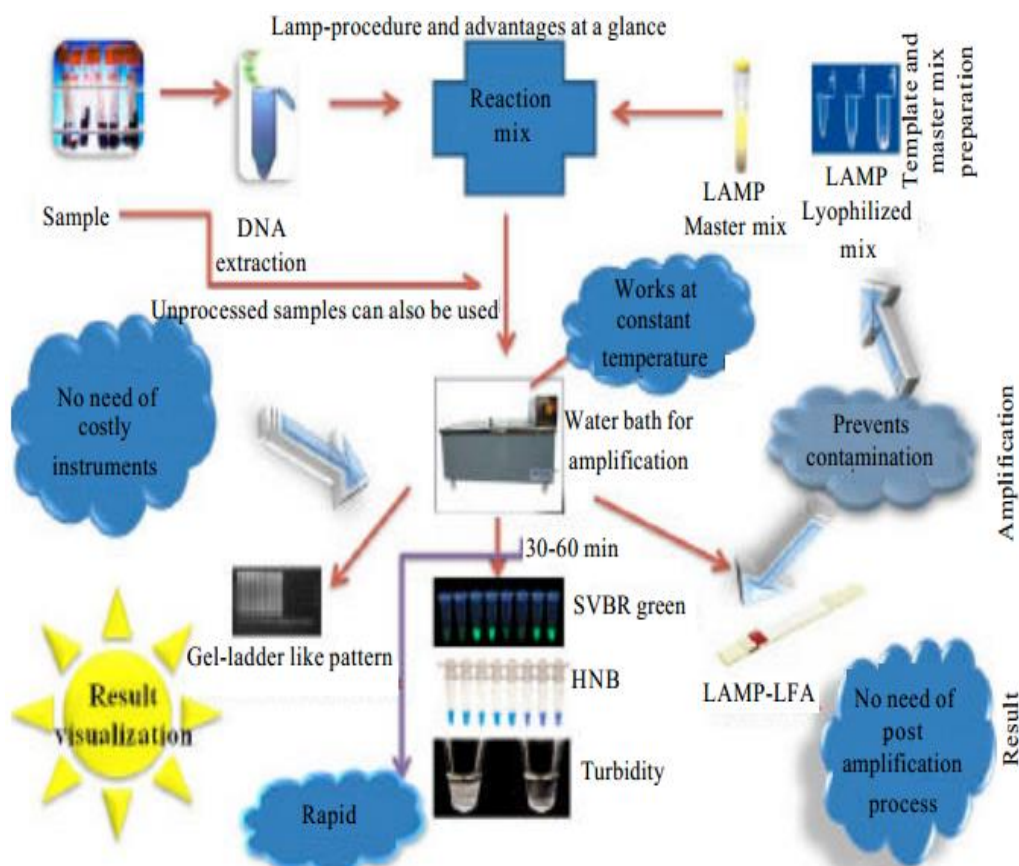 Lamp-procedure and advantages at a glance
Reaction
mix
Template and
master mix
preparation
Sample
DNA
extraction
LAMP
Master mix
LAMP
Lyophilized
mix
Unprocessed samples can also be used
Works at
constant
temperature
No need of
costly
instruments
Water bath for
amplification
Prevents
contamination
Amplification
30-60 min
SVBR green
Gel-ladder like pattern
HNB
LAMP-LFA
Result
visualization
No need of
post
amplification
process
Result
Turbidity
Rapid